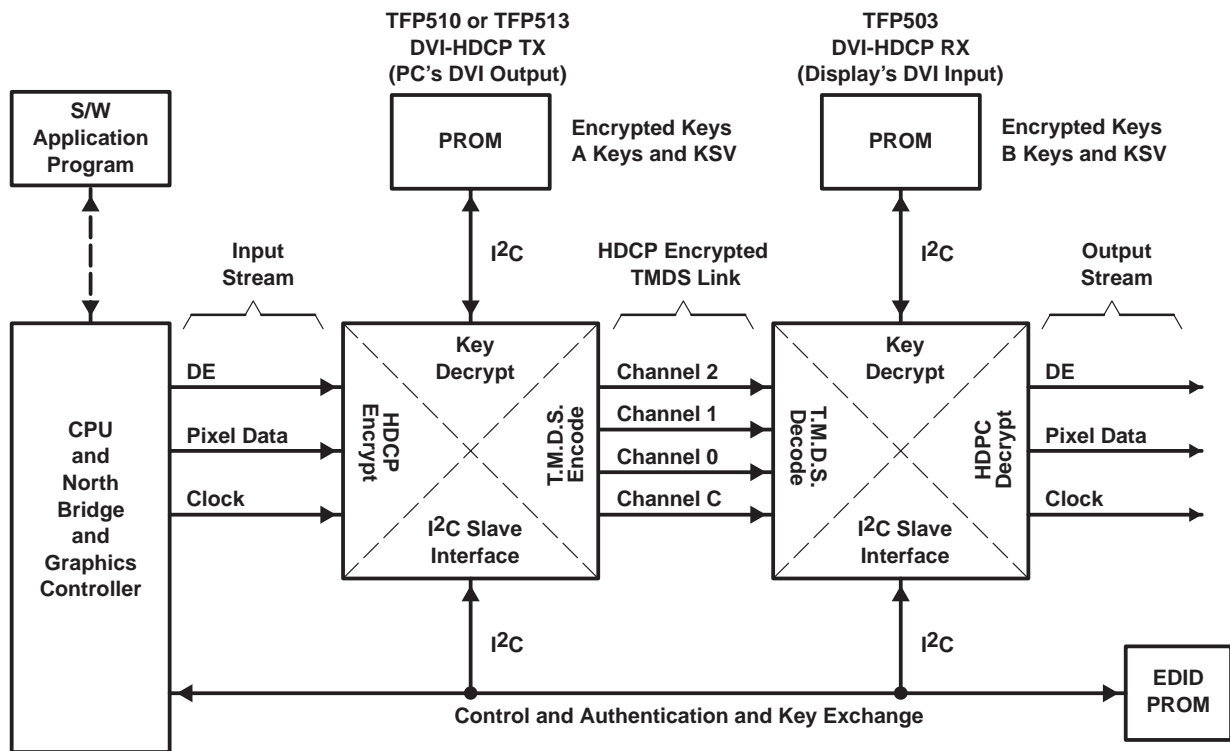 TFP510 or TFP513
DVI-HDCP TX
(PC's DVI Output)
TFP503
DVI-HDCP RX
(Display's DVI Input)
S/W
Application
Program
PROM
Encrypted Keys
A Keys and KSV
PROM
Encrypted Keys
B Keys and KSV
Input
Stream
I2C
HDCP Encrypted
TMDS Link
I2C
Output
Stream
CPU
and
North
Bridge
and
Graphics
Controller
DE
Pixel Data
Clock
Key
Decrypt
HDCP
Encrypt
T.M.D.S.
Encode
I2C Slave
Interface
Channel 2
Channel 1
Channel 0
Channel C
Key
Decrypt
T.M.D.S.
Decode
HDPC
Decrypt
I2C Slave
Interface
DE
Pixel Data
Clock
I2C
I2C
Control and Authentication and Key Exchange
EDID
PROM